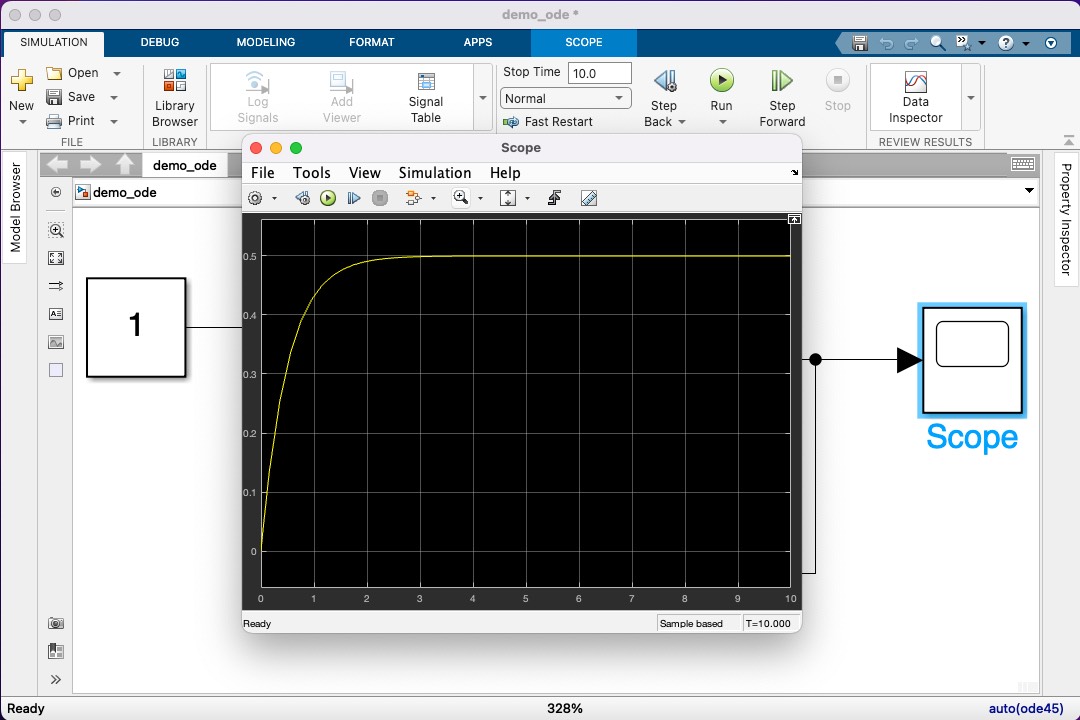 demo_ode *
SIMULATION DEBUG MODELING FORMAT APPS SCOPE
New
Open
Save
Print
FILE
Library Browser
LIBRARY
Log Signals
Add Viewer
Signal Table
Stop Time 10.0
Normal
Fast Restart
Step Back
Run
Step Forward
Stop
Data Inspector
REVIEW RESULTS
Model Browser
demo_ode
demo_ode
Property Inspector
1
Scope
File Tools View Simulation Help
0.5
0.4
0.3
0.2
0.1
0
0 1 2 3 4 5 6 7 8 9 10
Ready Sample based T=10.000
Scope
Ready 328% auto(ode45)